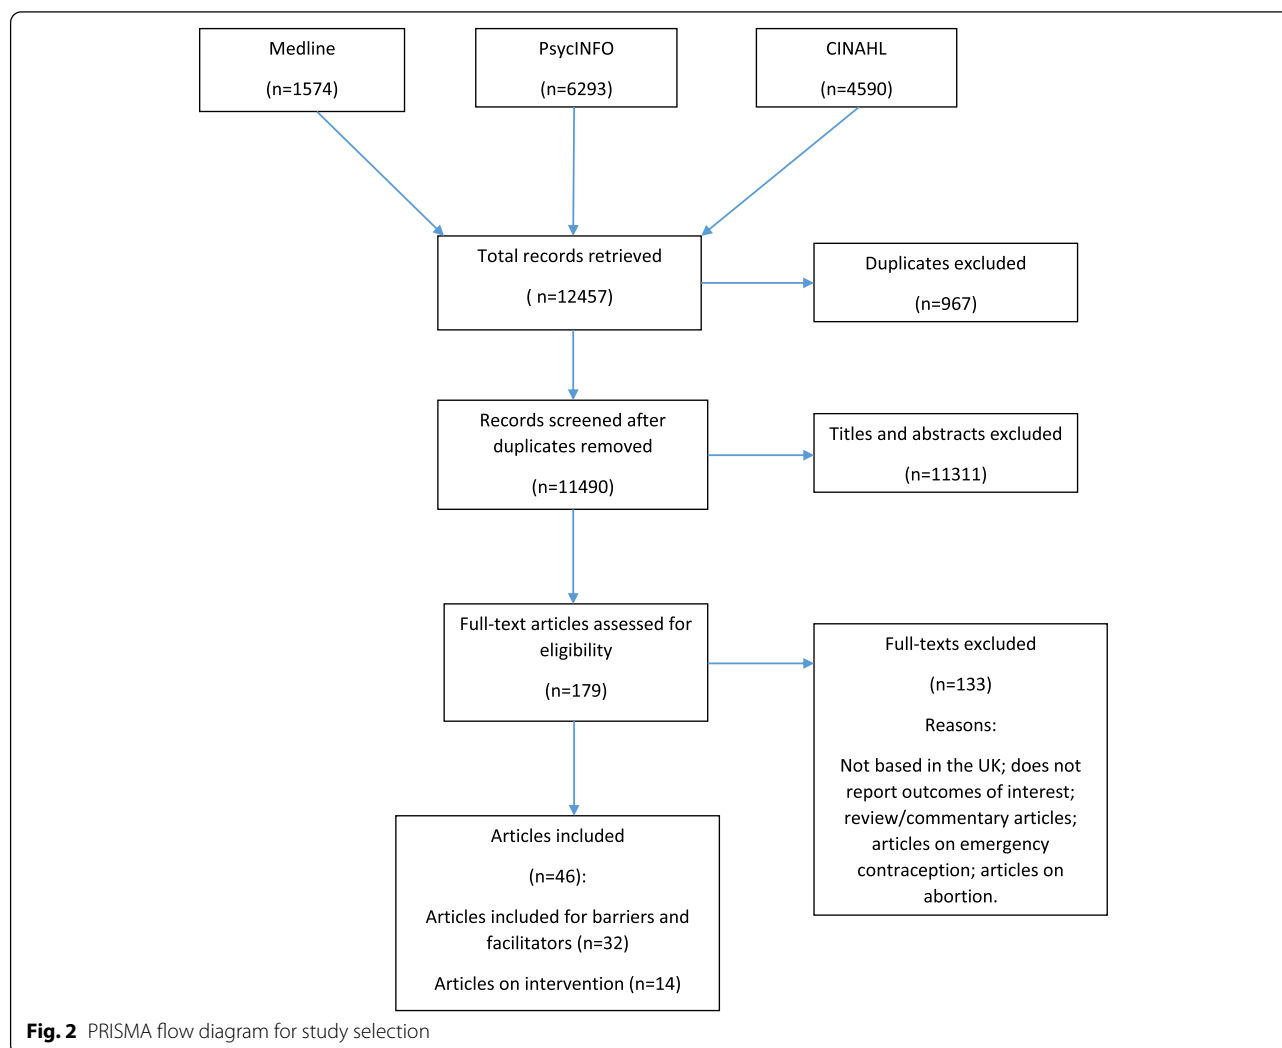 Medline
(n=1574)
PsycINFO
(n=6293)
CINAHL
(n=4590)
Total records retrieved
( n=12457)
Duplicates excluded
(n=967)
Records screened after
duplicates removed
(n=11490)
Titles and abstracts excluded
(n=11311)
Full-text articles assessed for
eligibility
(n=179)
Full-texts excluded
(n=133)
Reasons:
Not based in the UK; does not
report outcomes of interest;
review/commentary articles;
articles on emergency
contraception; articles on
abortion.
Articles included
(n=46):
Articles included for barriers and
facilitators (n=32)
Articles on intervention (n=14)
Fig. 2 PRISMA flow diagram for study selection